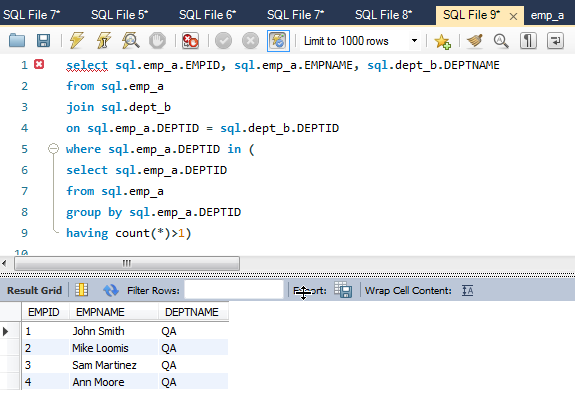 SQL File 7* SQL File 5* SQL File 6* SQL File 7* SQL File 8* SQL File 9* × emp_a
Limit to 1000 rows
1 select sql.emp_a.EMPID, sql.emp_a.EMPNAME, sql.dept_b.DEPTNAME
2 from sql.emp_a
3 join sql.dept_b
4 on sql.emp_a.DEPTID = sql.dept_b.DEPTID
5 where sql.emp_a.DEPTID in (
6 select sql.emp_a.DEPTID
7 from sql.emp_a
8 group by sql.emp_a.DEPTID
9 having count(*)>1)
10
Result Grid Filter Rows: Wrap Cell Content:
EMPID EMPNAME DEPTNAME
1 John Smith QA
2 Mike Loomis QA
3 Sam Martinez QA
4 Ann Moore QA